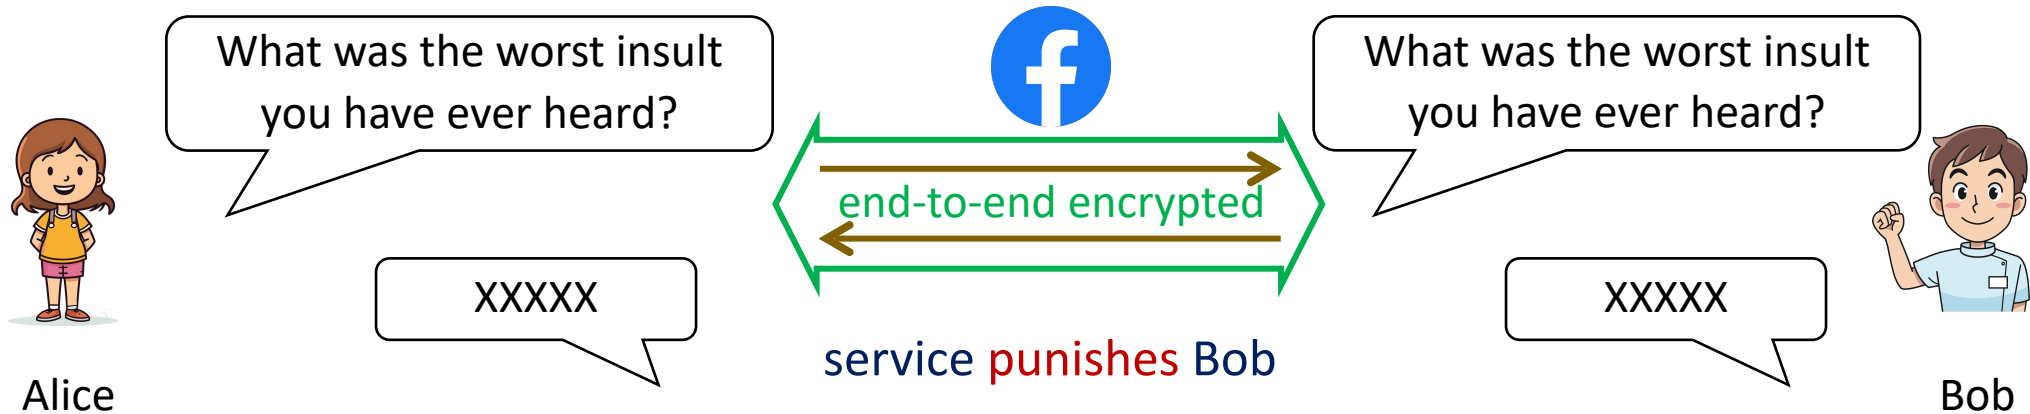 What was the worst insult
you have ever heard?
What was the worst insult
you have ever heard?
end-to-end encrypted
XXXXX
XXXXX
service punishes Bob
Alice
Bob